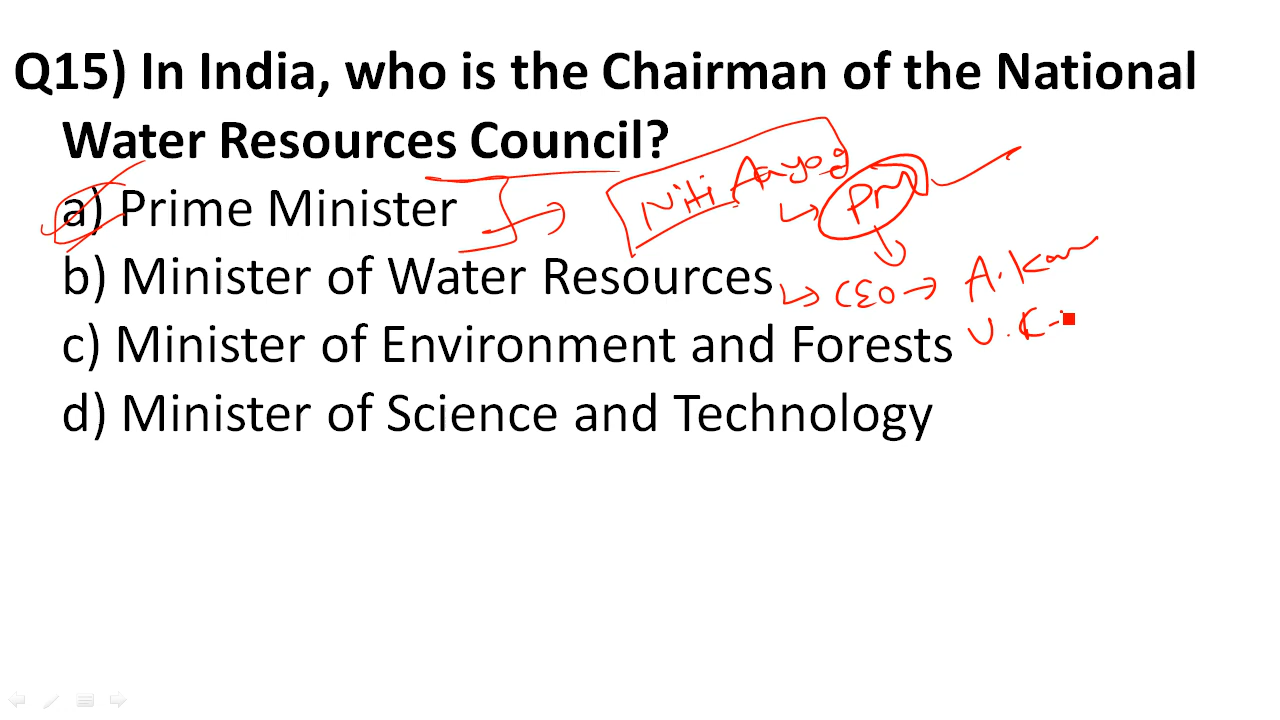 Q15) In India, who is the Chairman of the National
Water Resources Council?
Niti Aayog
a) Prime Minister
PM
b) Minister of Water Resources
CEO → A. Kan
c) Minister of Environment and Forests
U. K
d) Minister of Science and Technology